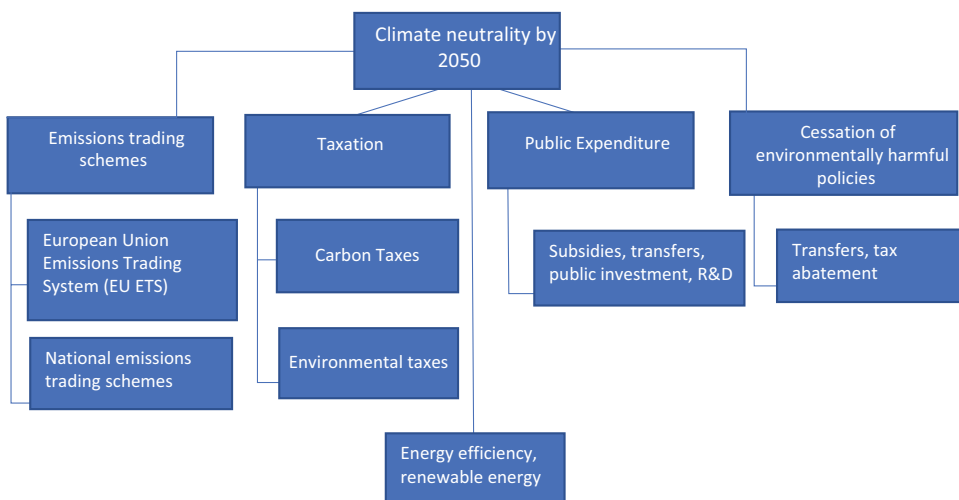 Climate neutrality by
2050
Emissions trading
schemes
Taxation
Public Expenditure
Cessation of
environmentally harmful
policies
European Union
Emissions Trading
System (EU ETS)
Carbon Taxes
Subsidies, transfers,
public investment, R&D
Transfers, tax
abatement
National emissions
trading schemes
Environmental taxes
Energy efficiency,
renewable energy